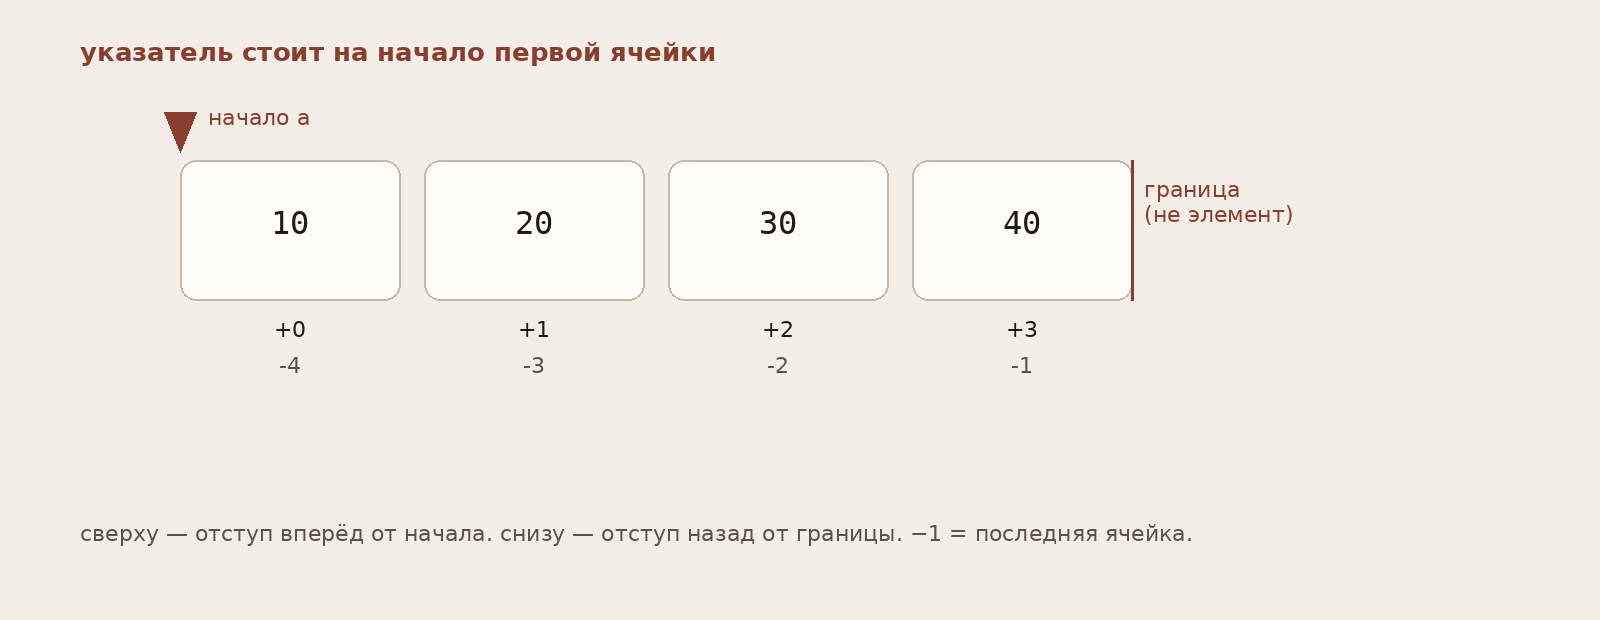 указатель стоит на начало первой ячейки
начало a
10 20 30 40
граница
(не элемент)
+0 +1 +2 +3
-4 -3 -2 -1
сверху — отступ вперёд от начала. снизу — отступ назад от границы. −1 = последняя ячейка.